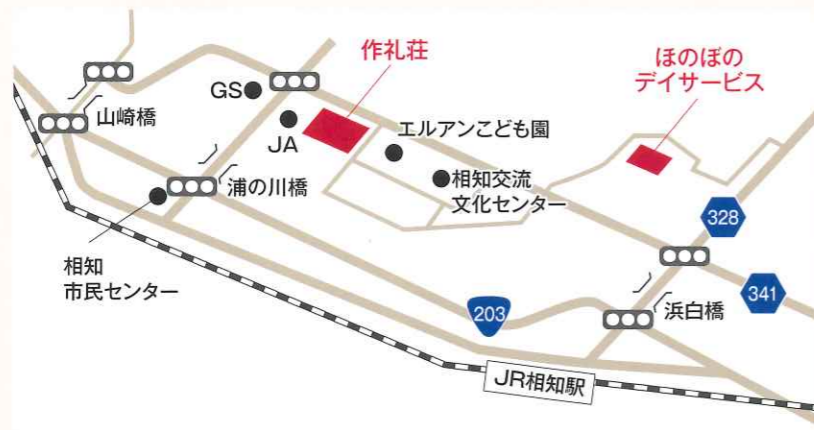 作礼荘
ほのぼの
デイサービス
GS
山崎橋
JA
エルアンこども園
浦の川橋
相知交流
文化センター
328
相知
市民センター
341
203
浜白橋
JR相知駅